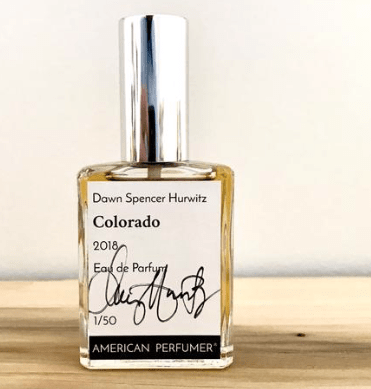 Dawn Spencer Hurwitz
Colorado
2018
Eau de Parfum
1/50
AMERICAN PERFUMER®